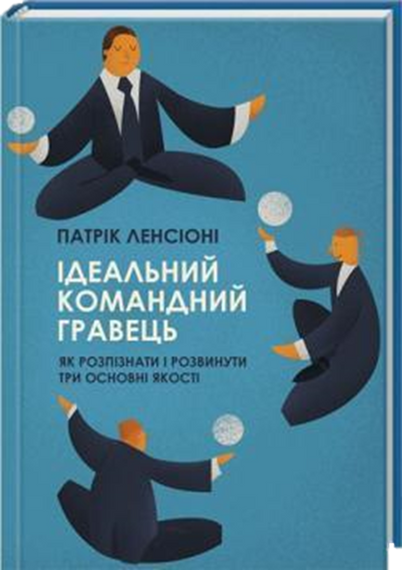 ПАТРІК ЛЕНСІОНІ
ІДЕАЛЬНИЙ
КОМАНДНИЙ
ГРАВЕЦЬ
ЯК РОЗПІЗНАТИ І РОЗВИНУТИ
ТРИ ОСНОВНІ ЯКОСТІ